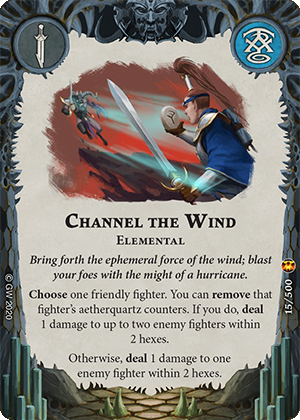 CHANNEL THE WIND
ELEMENTAL
Bring forth the ephemeral force of the wind; blast
your foes with the might of a hurricane.
Choose one friendly fighter. You can remove that
fighter's aetherquartz counters. If you do, deal
1 damage to up to two enemy fighters within
2 hexes.
Otherwise, deal 1 damage to one
enemy fighter within 2 hexes.
© GW 2020
15/500